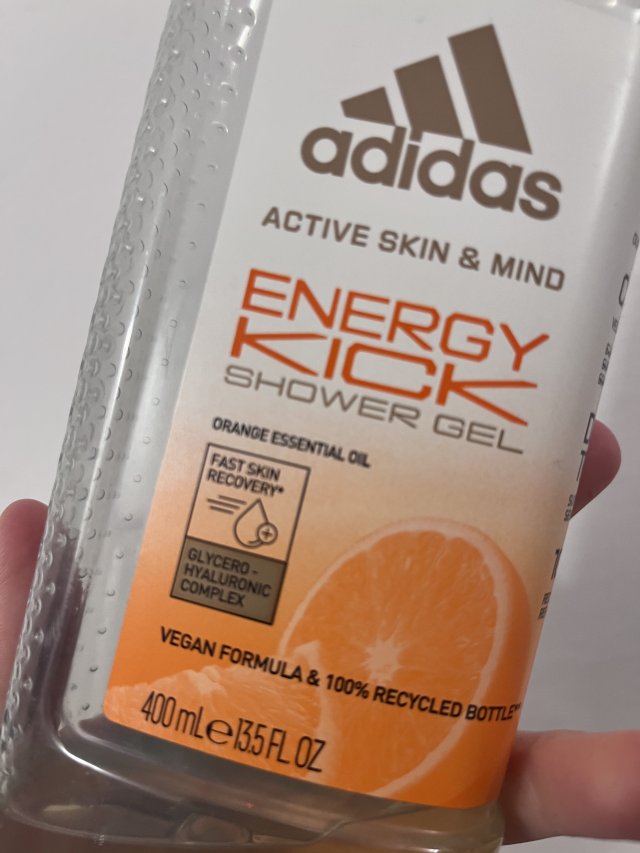 adidas
ACTIVE SKIN & MIND
ENERGY
KICK
SHOWER GEL
ORANGE ESSENTIAL OIL
FAST SKIN
RECOVERY*
GLYCERO-
HYALURONIC
COMPLEX
VEGAN FORMULA & 100% RECYCLED BOTTLE**
400 mL e 13.5 FL OZ